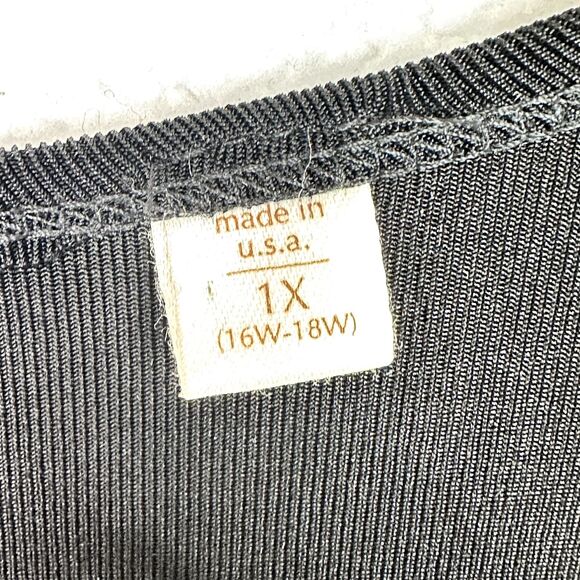 made in
u.s.a.
1X
(16W-18W)